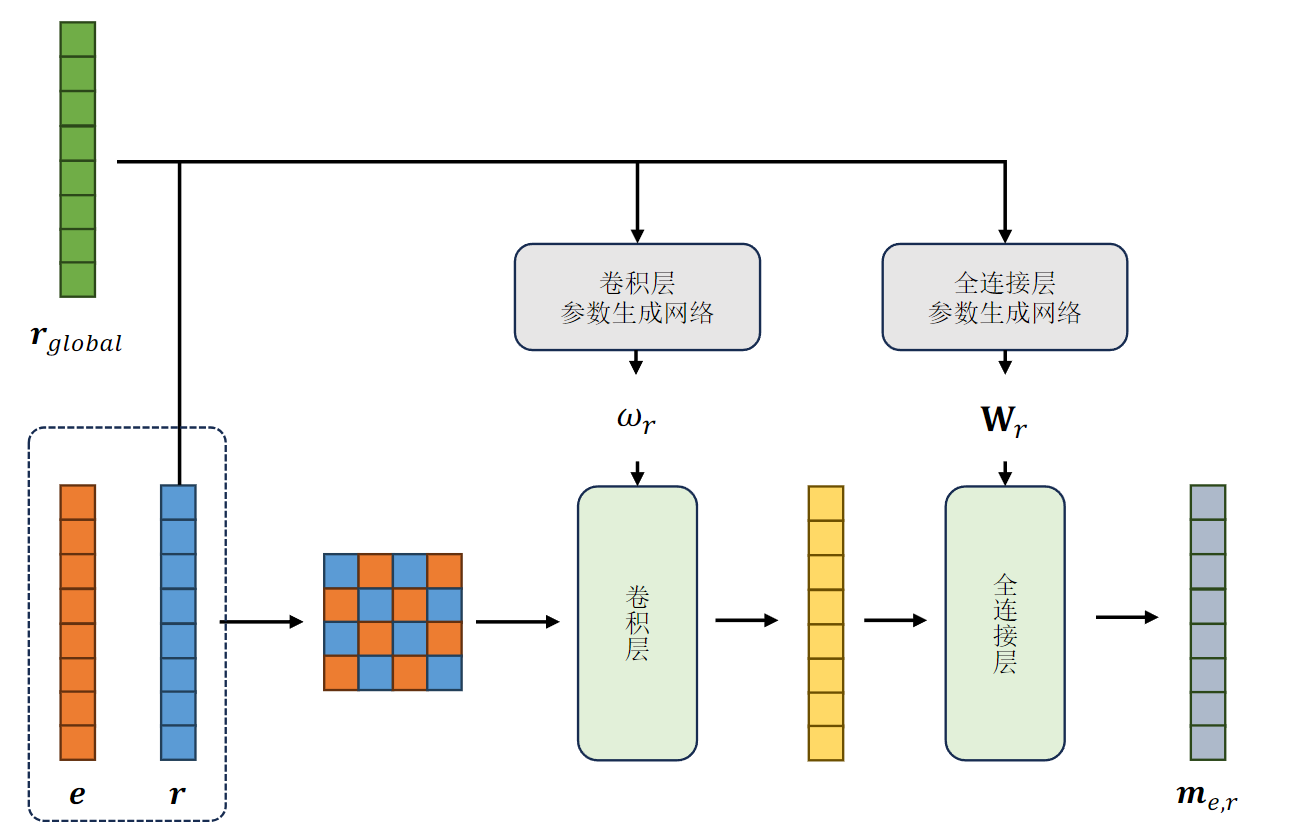 𝒓_global
卷积层
参数生成网络
全连接层
参数生成网络
ω_r
𝐖_r
卷积层
全连接层
𝒆
𝒓
𝒎_{e,r}